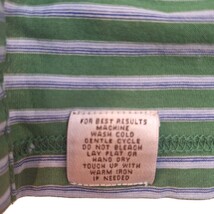 FOR BEST RESULTS
MACHINE
WASH COLD
GENTLE CYCLE
DO NOT BLEACH
LAY FLAT OR
HAND DRY
TOUCH UP WITH
WARM IRON
IF NEEDED